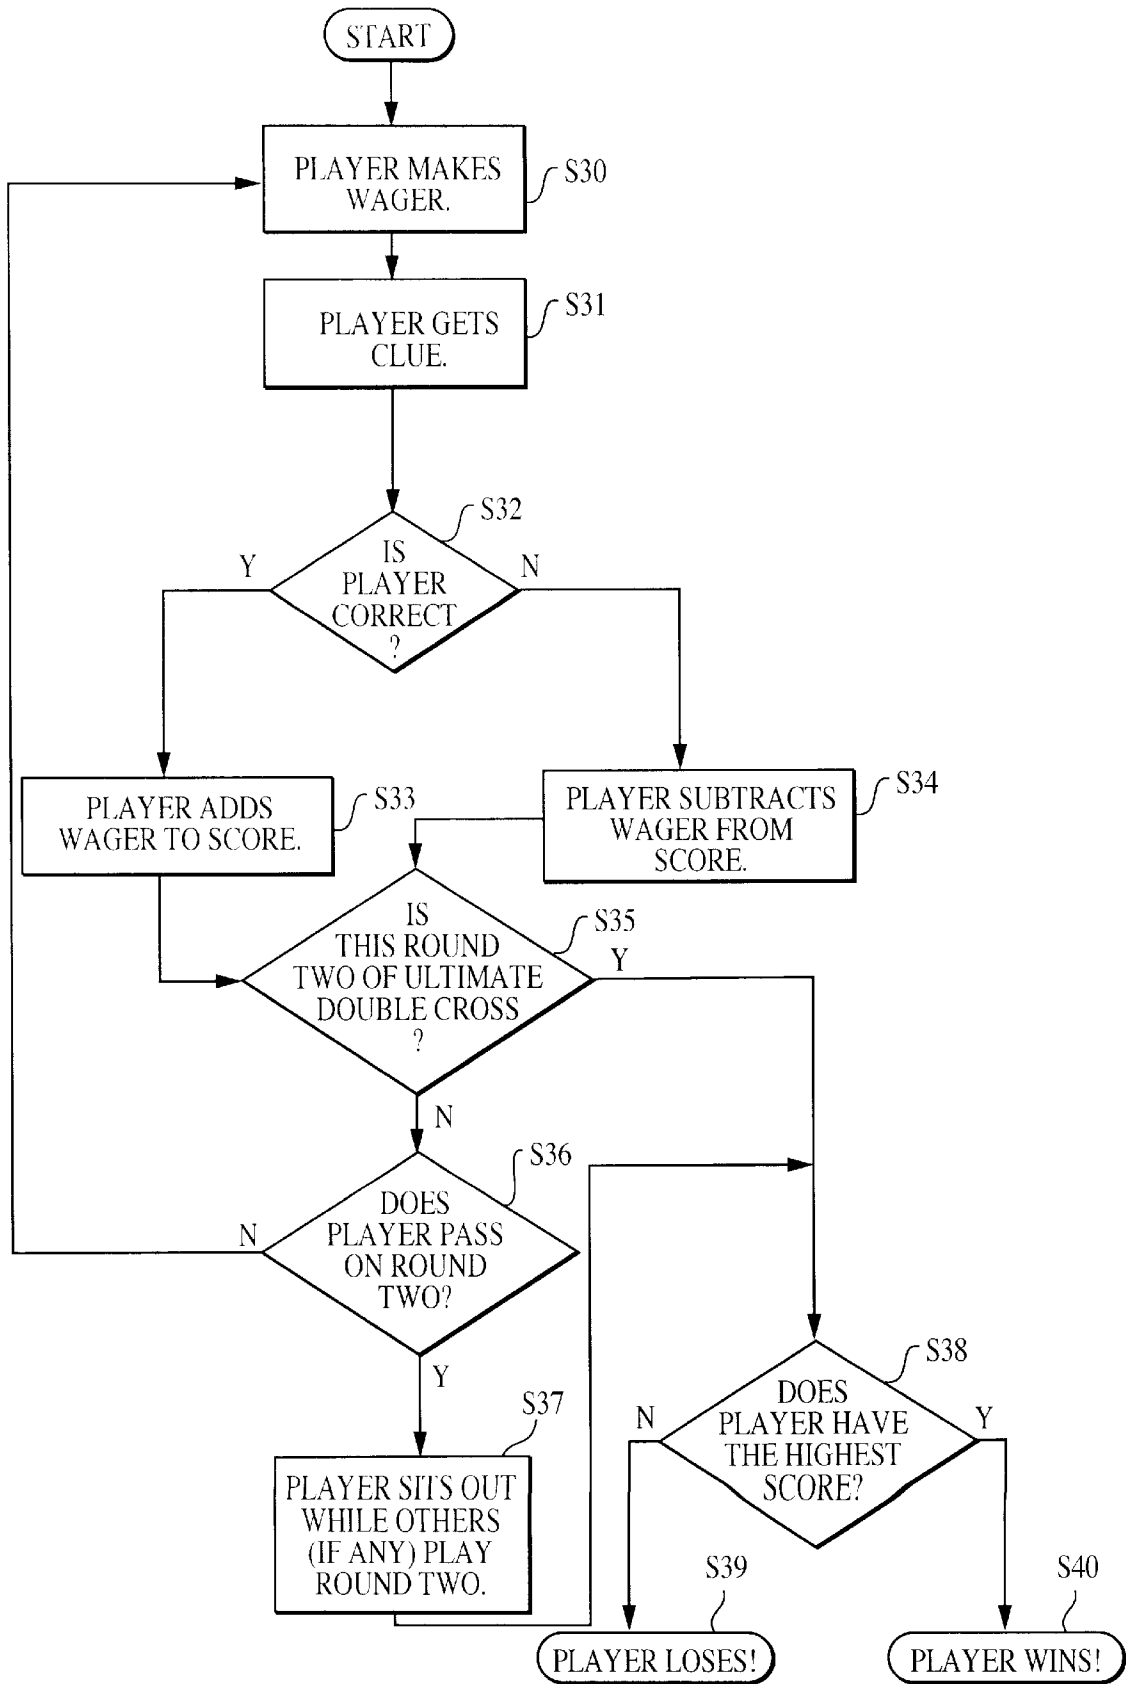 START
PLAYER MAKES
WAGER.
S30
PLAYER GETS
CLUE.
S31
S32
Y
IS
PLAYER
CORRECT
?
N
PLAYER ADDS
WAGER TO SCORE.
S33
PLAYER SUBTRACTS
WAGER FROM
SCORE.
S34
IS
THIS ROUND
TWO OF ULTIMATE
DOUBLE CROSS
?
S35
Y
N
S36
N
DOES
PLAYER PASS
ON ROUND
TWO?
Y
S37
PLAYER SITS OUT
WHILE OTHERS
(IF ANY) PLAY
ROUND TWO.
S38
N
DOES
PLAYER HAVE
THE HIGHEST
SCORE?
Y
S39
PLAYER LOSES!
S40
PLAYER WINS!